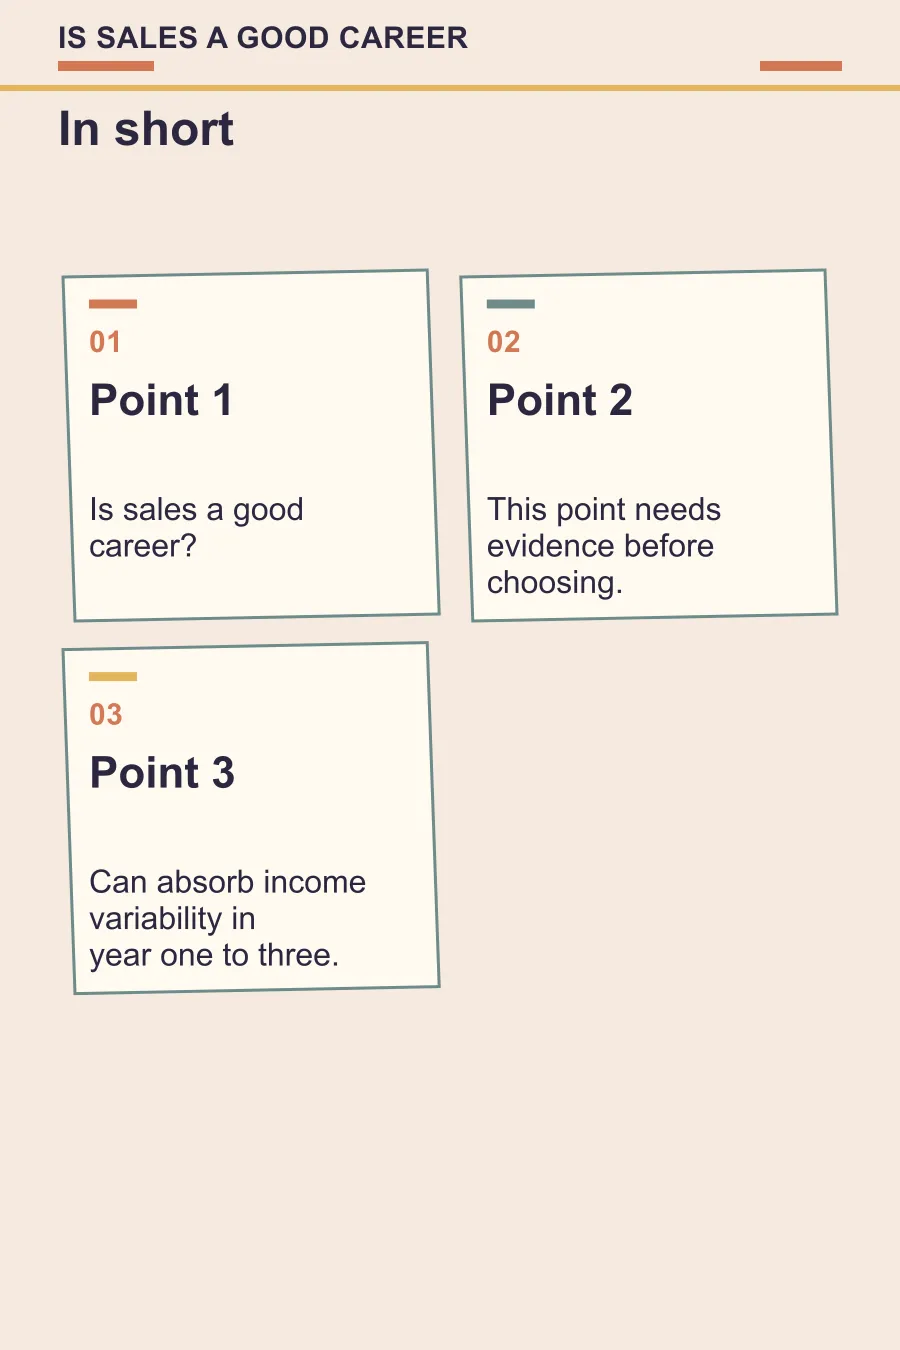 IS SALES A GOOD CAREER
In short
01
Point 1
Is sales a good
career?
02
Point 2
This point needs
evidence before
choosing.
03
Point 3
Can absorb income
variability in
year one to three.